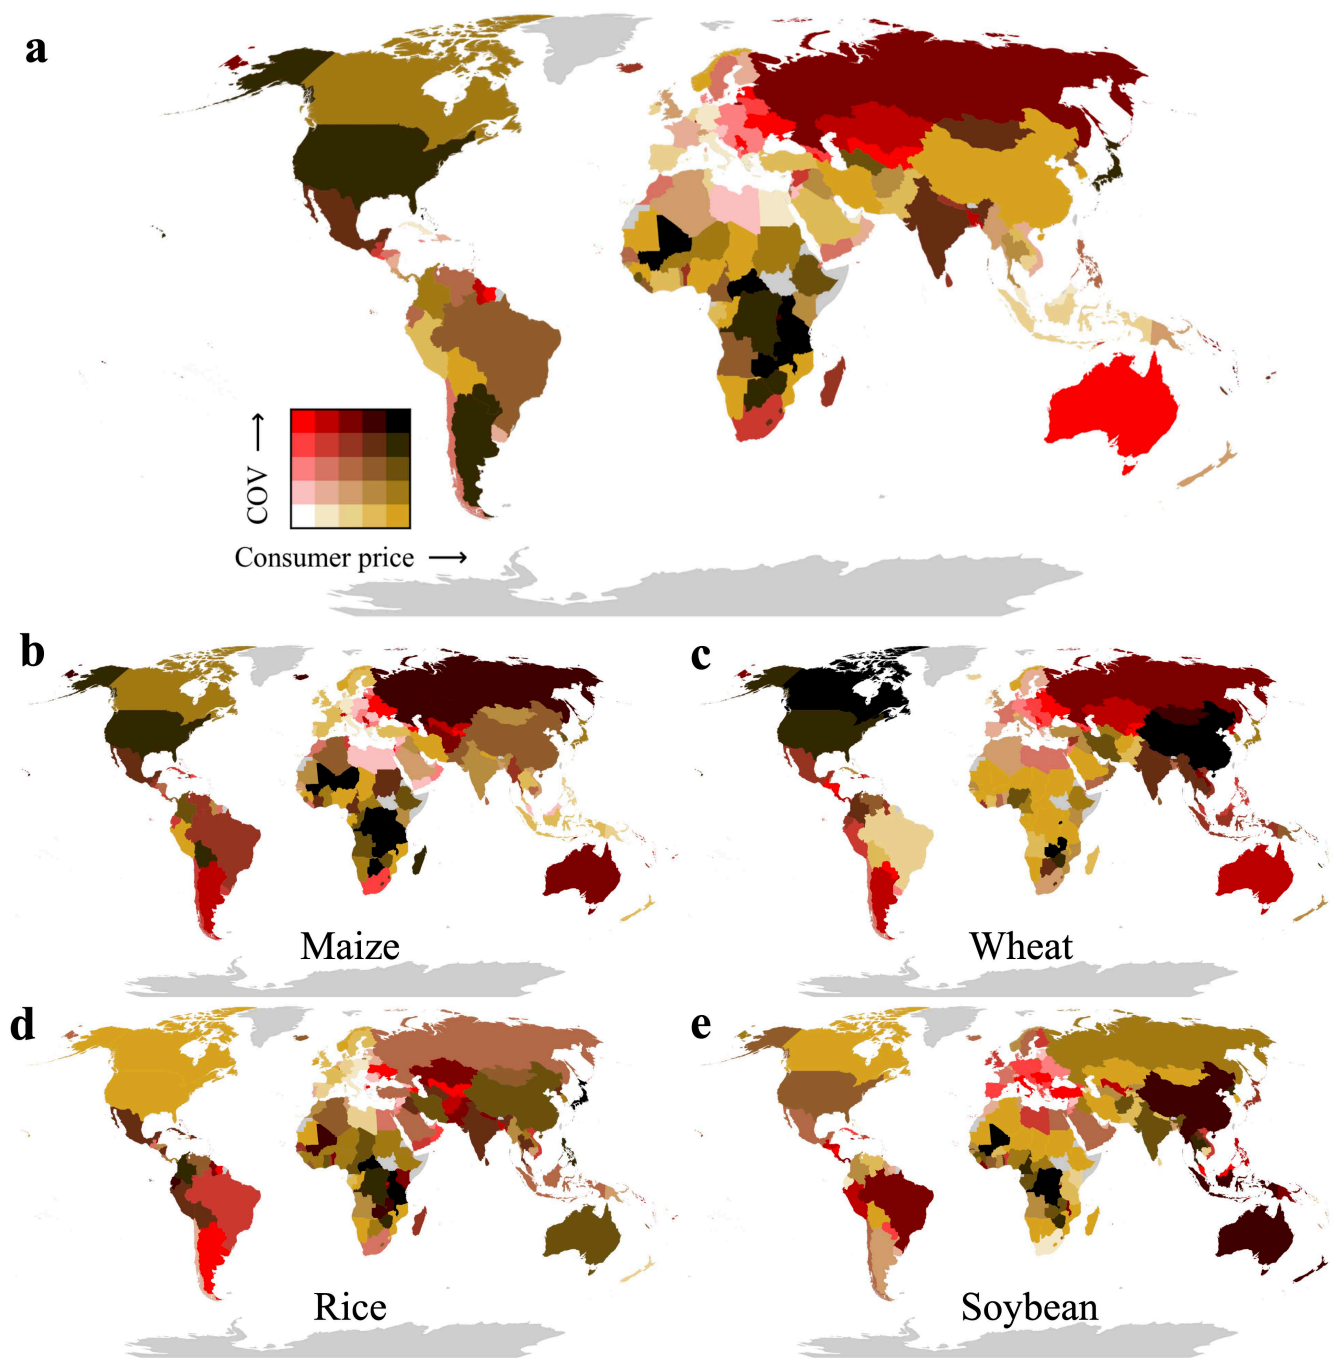 a
COV →
Consumer price →
b
c
Maize
Wheat
d
e
Rice
Soybean